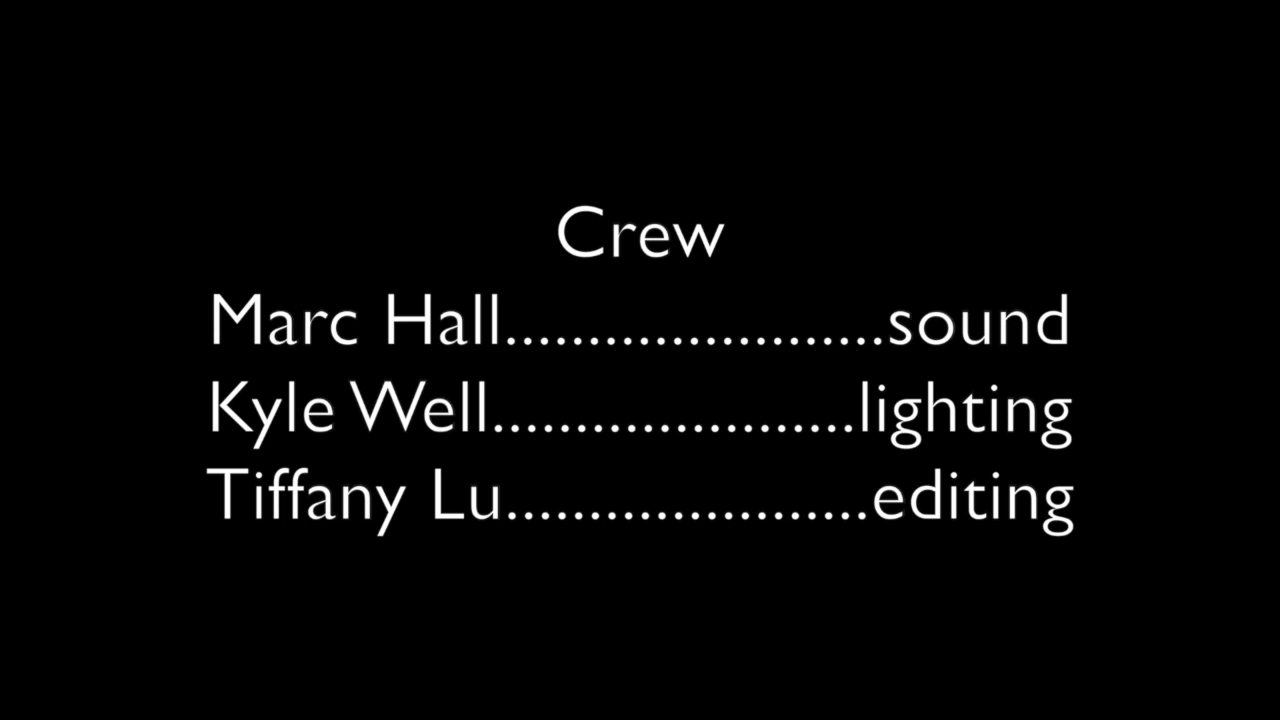 Crew
Marc Hall.......................sound
Kyle Well......................lighting
Tiffany Lu......................editing